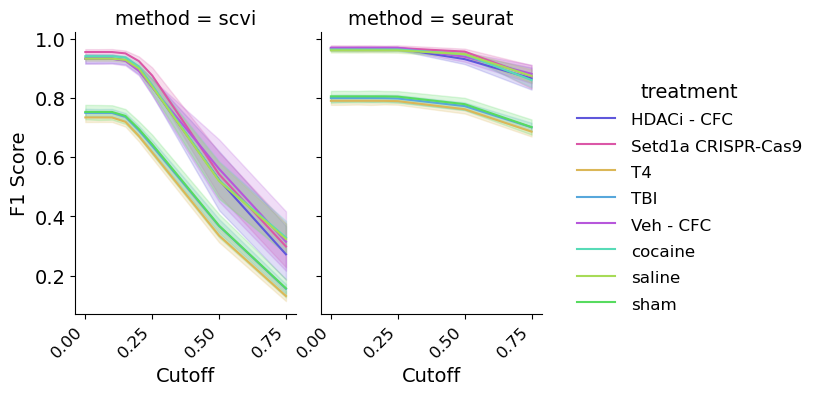 method = scvi
method = seurat
1.0
0.8
0.6
0.4
0.2
F1 Score
0.00
0.25
0.50
0.75
Cutoff
0.00
0.25
0.50
0.75
Cutoff
treatment
HDACi - CFC
Setd1a CRISPR-Cas9
T4
TBI
Veh - CFC
cocaine
saline
sham